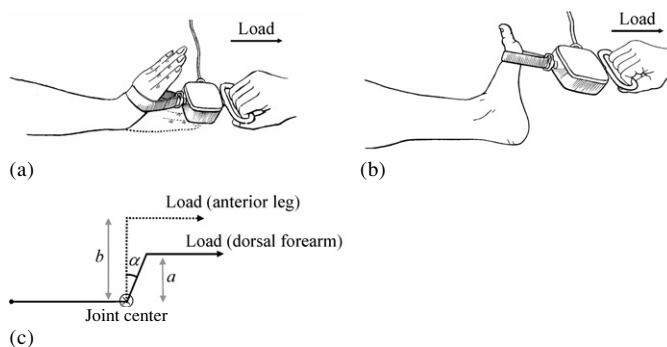 Load
Load
(a)
(b)
Load (anterior leg)
b
α
Load (dorsal forearm)
a
Joint center
(c)